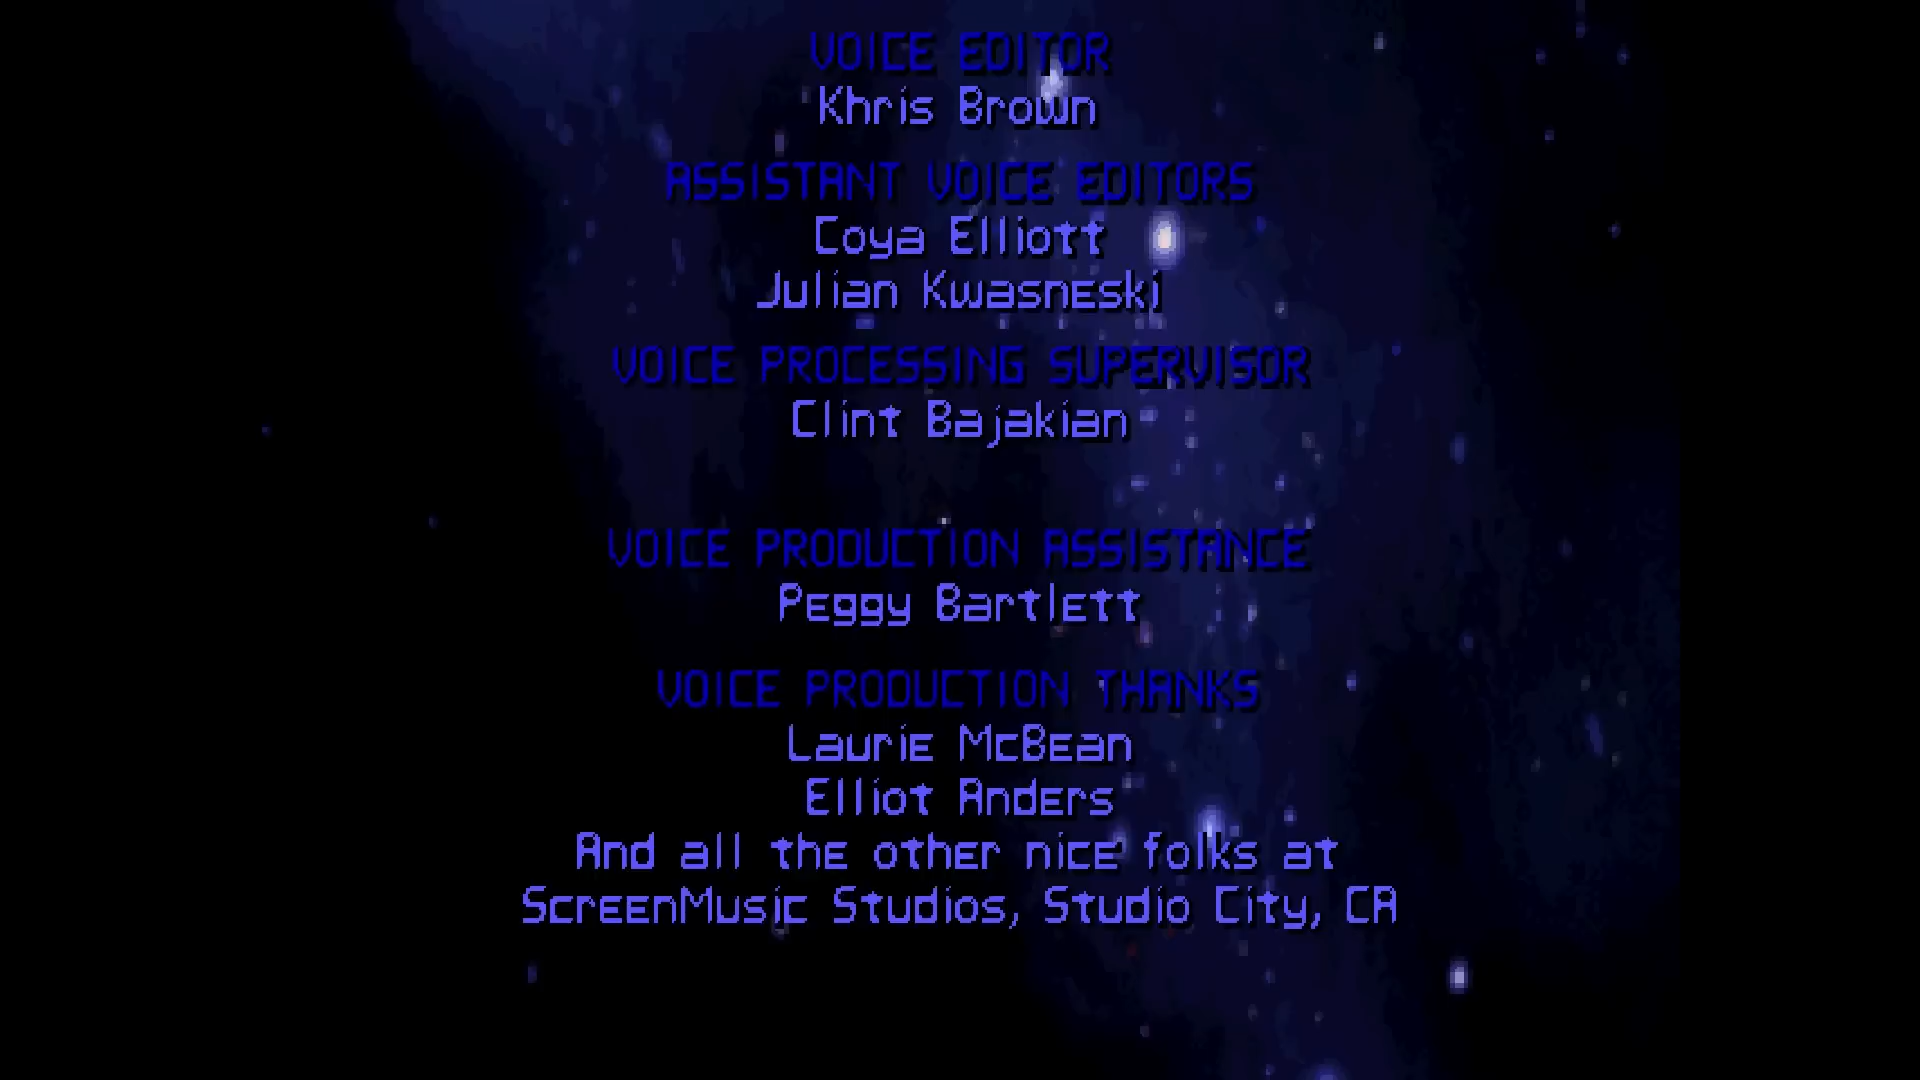 VOICE EDITOR
Khris Brown
ASSISTANT VOICE EDITORS
Coya Elliott
Julian Kwasneski
VOICE PROCESSING SUPERVISOR
Clint Bajakian
VOICE PRODUCTION ASSISTANCE
Peggy Bartlett
VOICE PRODUCTION THANKS
Laurie McBean
Elliot Anders
And all the other nice folks at
ScreenMusic Studios, Studio City, CA